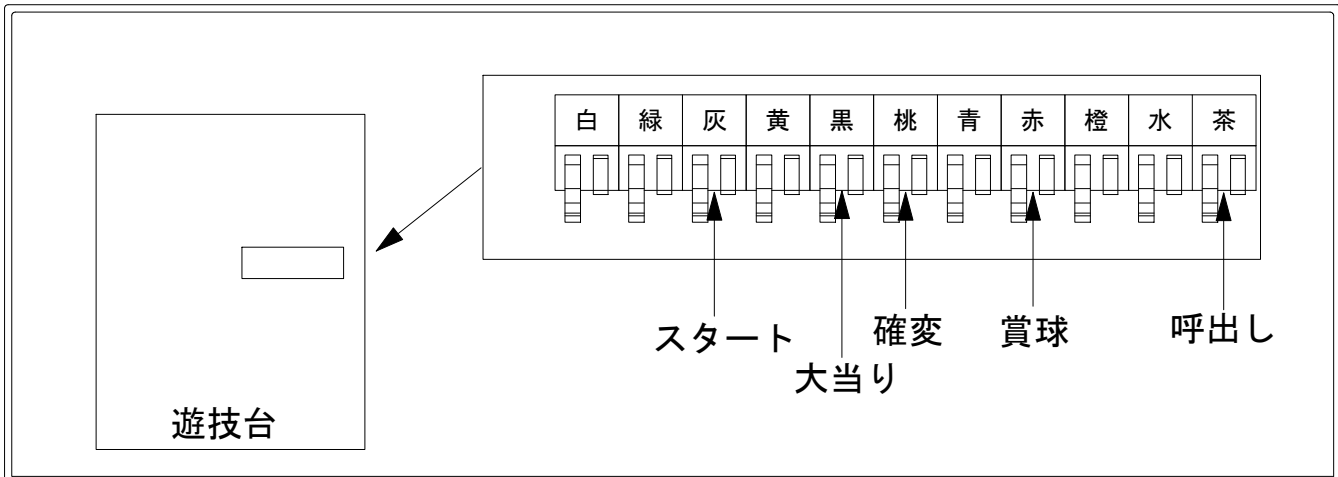 白 緑 灰 黄 黒 桃 青 赤 橙 水 茶
スタート
大当り
確変
賞球
呼出し
遊技台